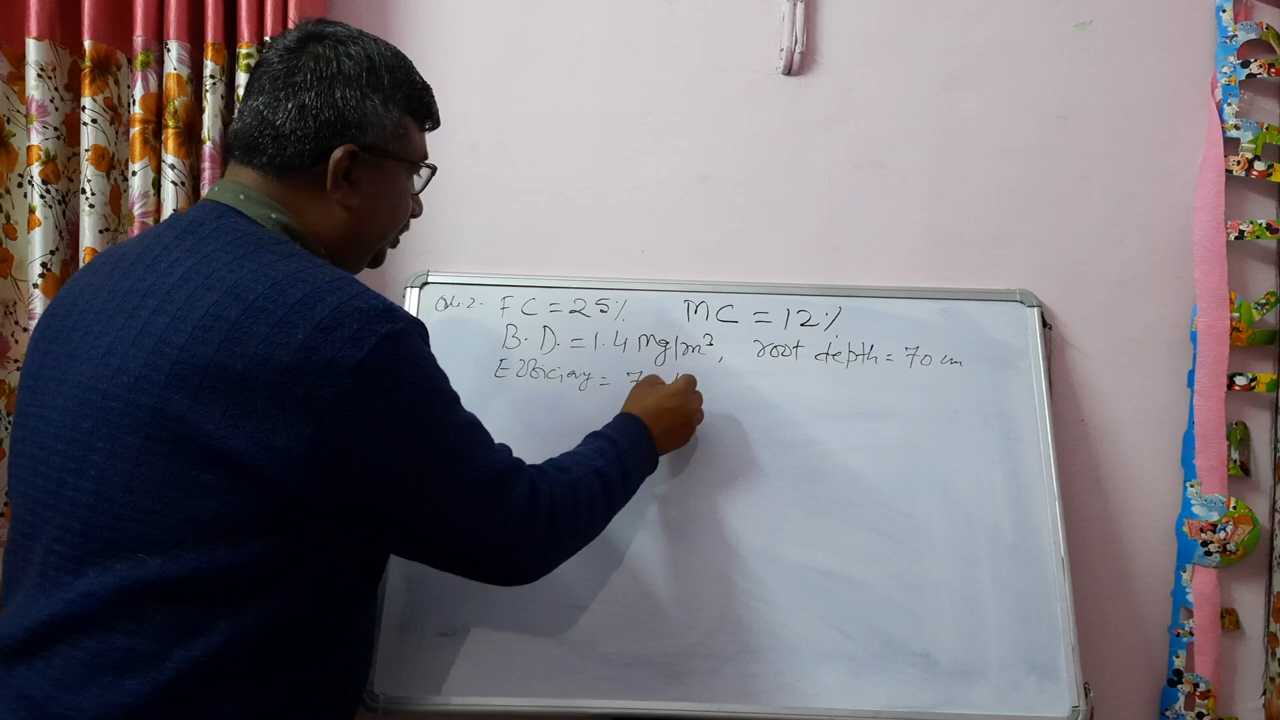 Qu.2. FC = 25% MC = 12%
B.D. = 1.4 Mg/m³, root depth = 70 cm
Efficiency = 7